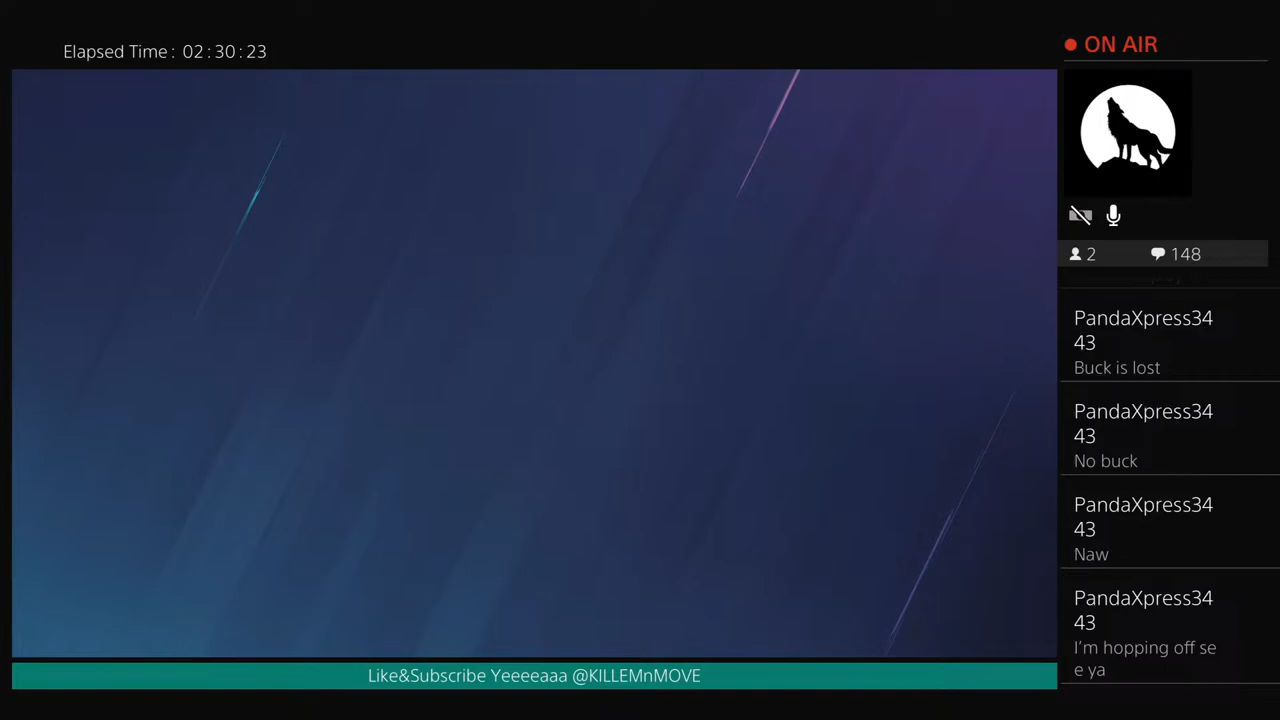 Elapsed Time: 02:30:23
ON AIR
2
148
PandaXpress34
43
Buck is lost
PandaXpress34
43
No buck
PandaXpress34
43
Naw
PandaXpress34
43
I'm hopping off se
e ya
Like&Subscribe Yeeeeaaa @KILLEMnMOVE